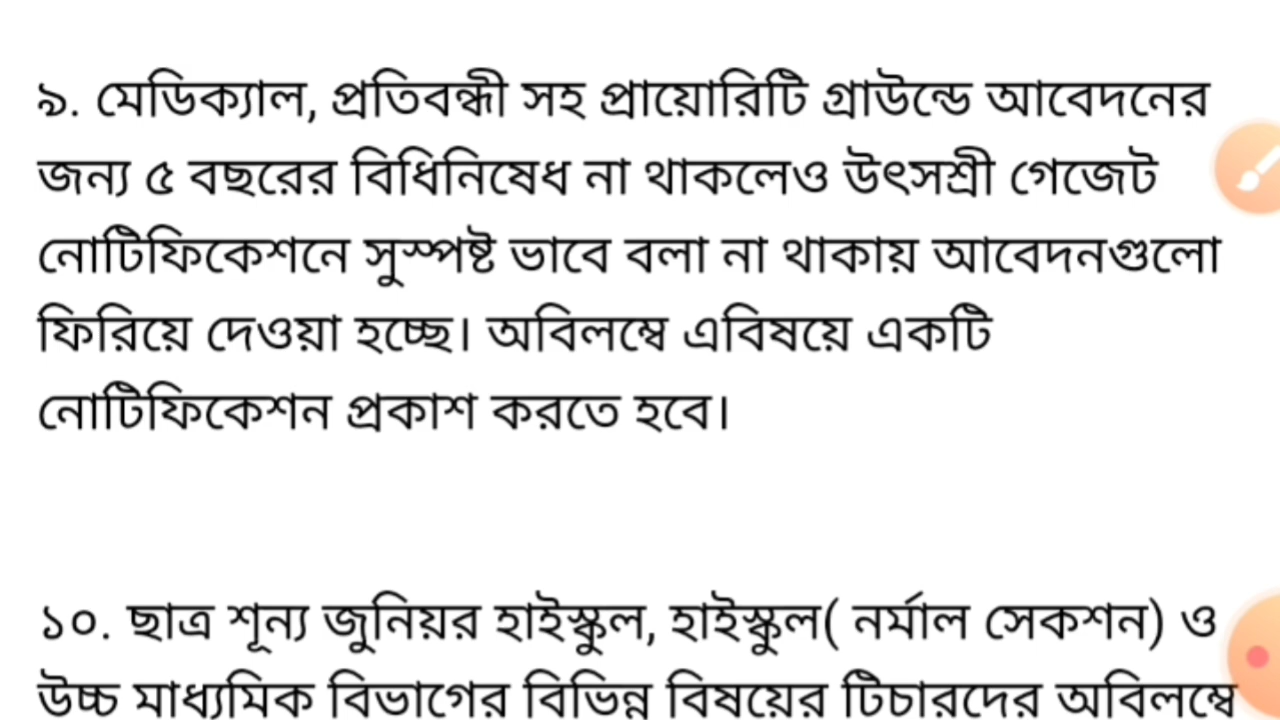 ৯. মেডিক্যাল, প্রতিবন্ধী সহ প্রায়োরিটি গ্রাউন্ডে আবেদনের
জন্য ৫ বছরের বিধিনিষেধ না থাকলেও উৎসশ্রী গেজেট
নোটিফিকেশনে সুস্পষ্ট ভাবে বলা না থাকায় আবেদনগুলো
ফিরিয়ে দেওয়া হচ্ছে। অবিলম্বে এবিষয়ে একটি
নোটিফিকেশন প্রকাশ করতে হবে।
১০. ছাত্র শূন্য জুনিয়র হাইস্কুল, হাইস্কুল( নর্মাল সেকশন) ও
উচ্চ মাধ্যমিক বিভাগের বিভিন্ন বিষয়ের টিচারদের অবিলম্বে